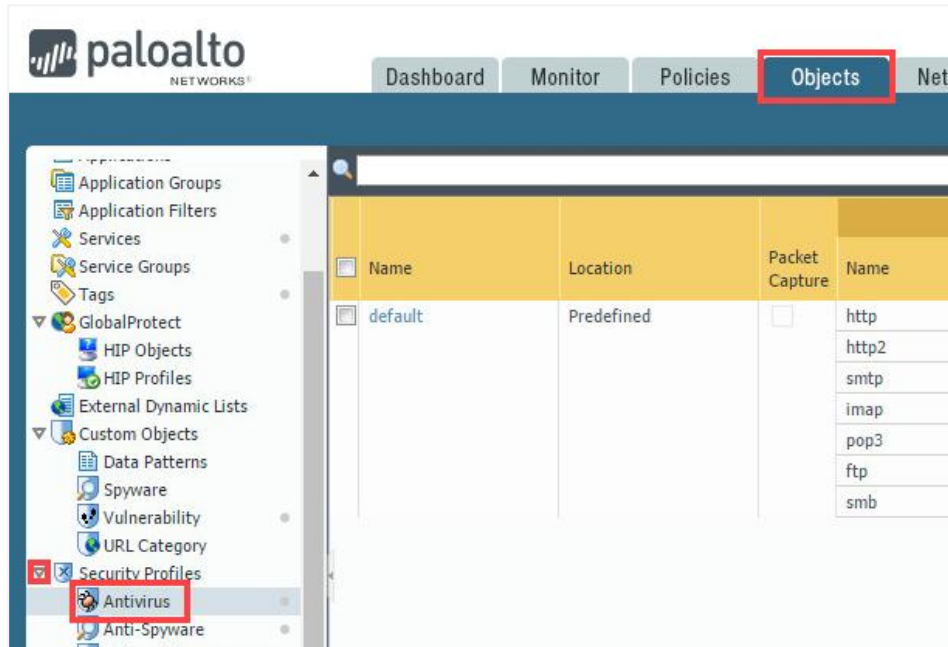 paloalto
NETWORKS®
Dashboard
Monitor
Policies
Objects
Net
Application Groups
Application Filters
Services
Service Groups
Tags
GlobalProtect
HIP Objects
HIP Profiles
External Dynamic Lists
Custom Objects
Data Patterns
Spyware
Vulnerability
URL Category
Security Profiles
Antivirus
Anti-Spyware
Name
Location
Packet
Capture
Name
default
Predefined
http
http2
smtp
imap
pop3
ftp
smb